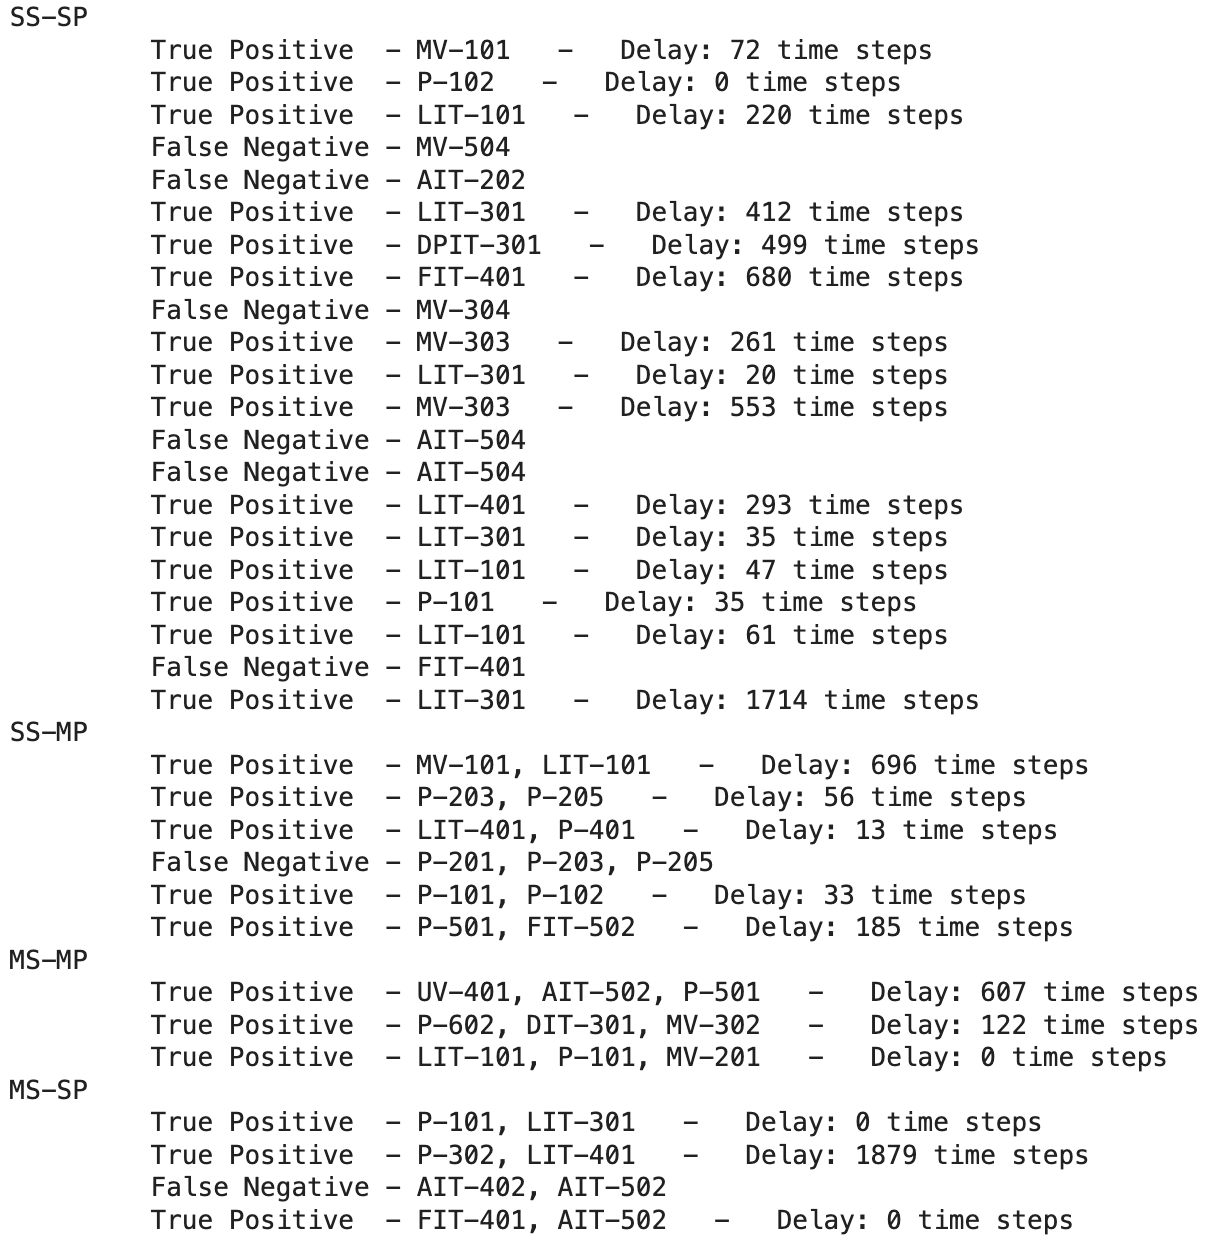 SS-SP
True Positive  - MV-101   -   Delay: 72 time steps
True Positive  - P-102   -   Delay: 0 time steps
True Positive  - LIT-101   -   Delay: 220 time steps
False Negative - MV-504
False Negative - AIT-202
True Positive  - LIT-301   -   Delay: 412 time steps
True Positive  - DPIT-301   -   Delay: 499 time steps
True Positive  - FIT-401   -   Delay: 680 time steps
False Negative - MV-304
True Positive  - MV-303   -   Delay: 261 time steps
True Positive  - LIT-301   -   Delay: 20 time steps
True Positive  - MV-303   -   Delay: 553 time steps
False Negative - AIT-504
False Negative - AIT-504
True Positive  - LIT-401   -   Delay: 293 time steps
True Positive  - LIT-301   -   Delay: 35 time steps
True Positive  - LIT-101   -   Delay: 47 time steps
True Positive  - P-101   -   Delay: 35 time steps
True Positive  - LIT-101   -   Delay: 61 time steps
False Negative - FIT-401
True Positive  - LIT-301   -   Delay: 1714 time steps
SS-MP
True Positive  - MV-101, LIT-101   -   Delay: 696 time steps
True Positive  - P-203, P-205   -   Delay: 56 time steps
True Positive  - LIT-401, P-401   -   Delay: 13 time steps
False Negative - P-201, P-203, P-205
True Positive  - P-101, P-102   -   Delay: 33 time steps
True Positive  - P-501, FIT-502   -   Delay: 185 time steps
MS-MP
True Positive  - UV-401, AIT-502, P-501   -   Delay: 607 time steps
True Positive  - P-602, DIT-301, MV-302   -   Delay: 122 time steps
True Positive  - LIT-101, P-101, MV-201   -   Delay: 0 time steps
MS-SP
True Positive  - P-101, LIT-301   -   Delay: 0 time steps
True Positive  - P-302, LIT-401   -   Delay: 1879 time steps
False Negative - AIT-402, AIT-502
True Positive  - FIT-401, AIT-502   -   Delay: 0 time steps